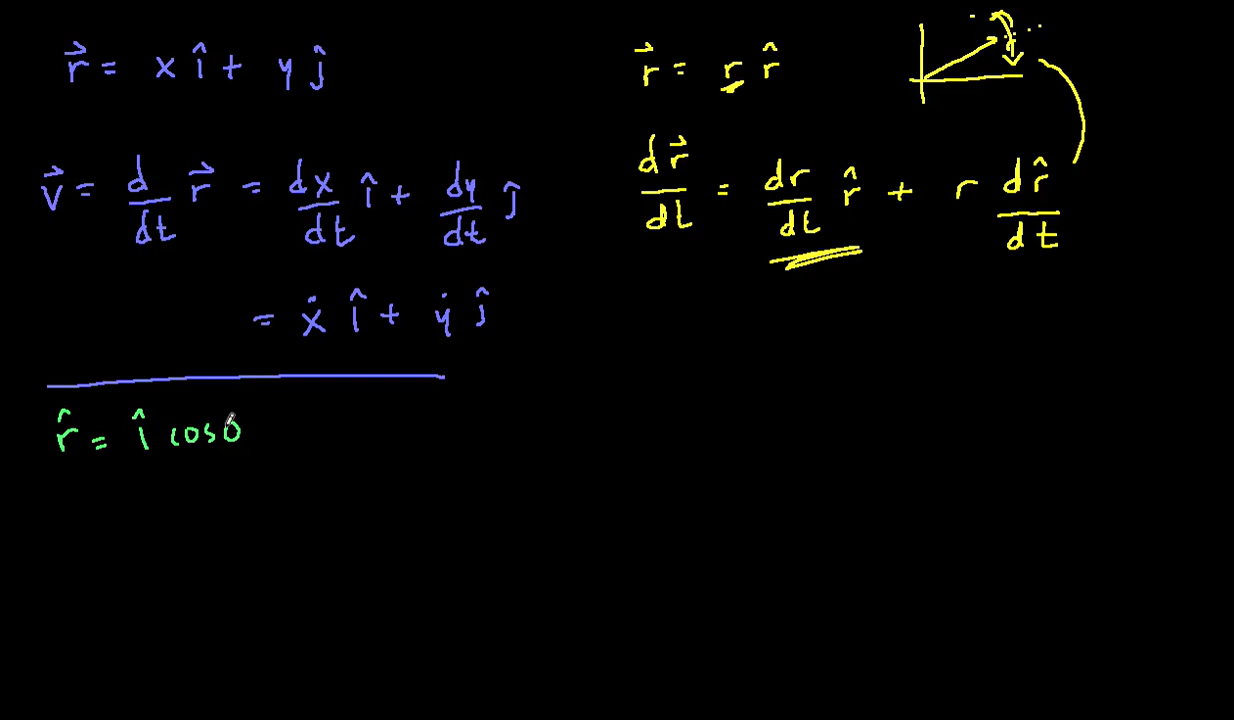 r⃗ = x î + y ĵ
v⃗ = d/dt r⃗ = dx/dt î + dy/dt ĵ
= ẋ î + ẏ ĵ
r̂ = î cosθ
r⃗ = r r̂
dr⃗/dt = dr/dt r̂ + r dr̂/dt